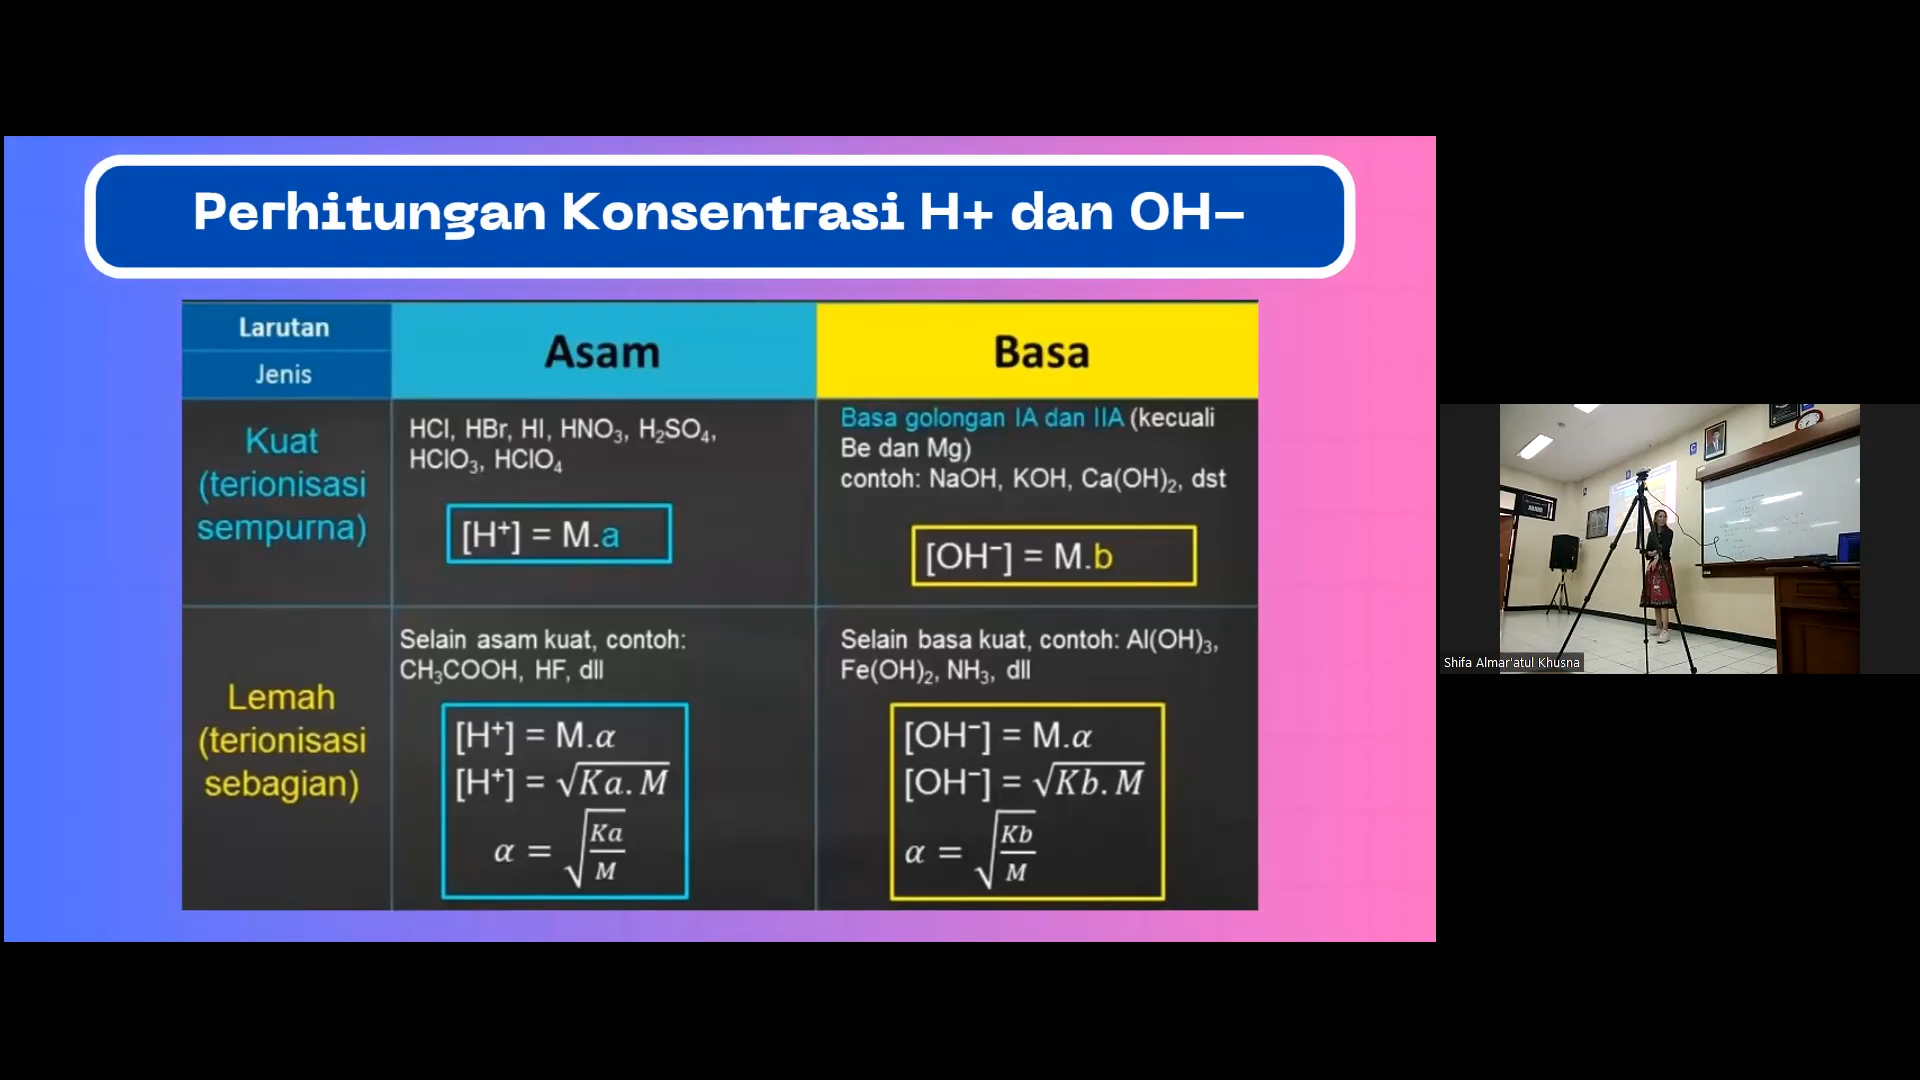 Perhitungan Konsentrasi H+ dan OH-
Larutan
Jenis
Asam
Basa
Kuat
(terionisasi
sempurna)
HCl, HBr, HI, HNO₃, H₂SO₄,
HClO₃, HClO₄
[H⁺] = M.a
Basa golongan IA dan IIA (kecuali
Be dan Mg)
contoh: NaOH, KOH, Ca(OH)₂, dst
[OH⁻] = M.b
Lemah
(terionisasi
sebagian)
Selain asam kuat, contoh:
CH₃COOH, HF, dll
[H⁺] = M.α
[H⁺] = √Ka.M
α = √Ka/M
Selain basa kuat, contoh: Al(OH)₃,
Fe(OH)₂, NH₃, dll
[OH⁻] = M.α
[OH⁻] = √Kb.M
α = √Kb/M
Shifa Almar'atul Khusna